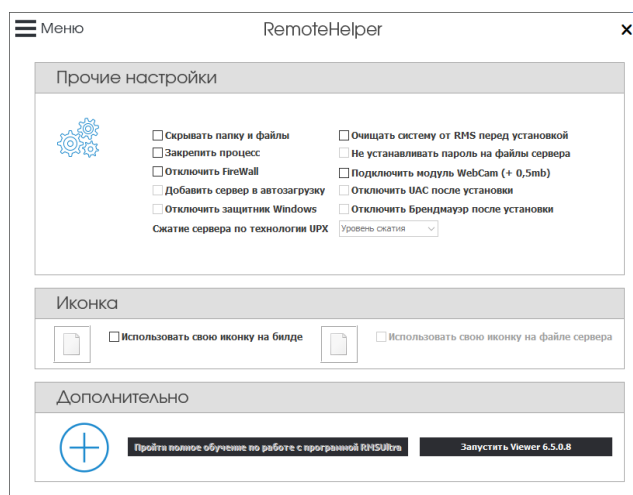 Меню
RemoteHelper
×
Прочие настройки
Скрывать папку и файлы
Очищать систему от RMS перед установкой
Закрепить процесс
Не устанавливать пароль на файлы сервера
Отключить FireWall
Подключить модуль WebCam (+ 0,5mb)
Добавить сервер в автозагрузку
Отключить UAC после установки
Отключить защитник Windows
Отключить Брендмауэр после установки
Сжатие сервера по технологии UPX
Уровень сжатия
Иконка
Использовать свою иконку на билде
Использовать свою иконку на файле сервера
Дополнительно
Пройти полное обучение по работе с программой RMSUltra
Запустить Viewer 6.5.0.8